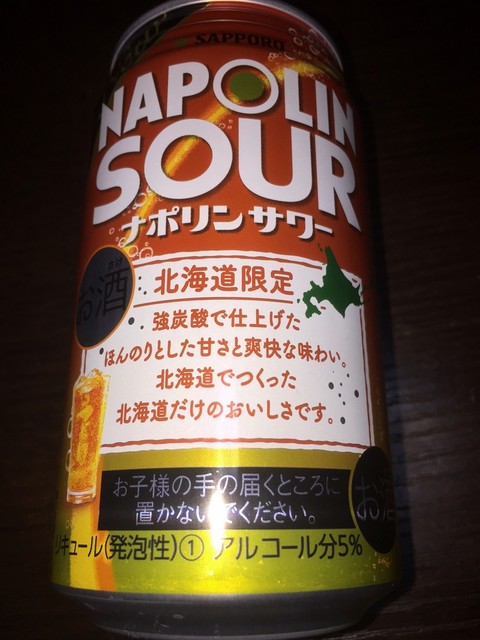 SAPPORO
NAPOLIN
SOUR
ナポリンサワー
さけ
お酒
北海道限定
強炭酸で仕上げた
ほんのりとした甘さと爽快な味わい。
北海道でつくった
北海道だけのおいしさです。
お子様の手の届くところに
置かないでください。
お酒
リキュール(発泡性)① アルコール分5%